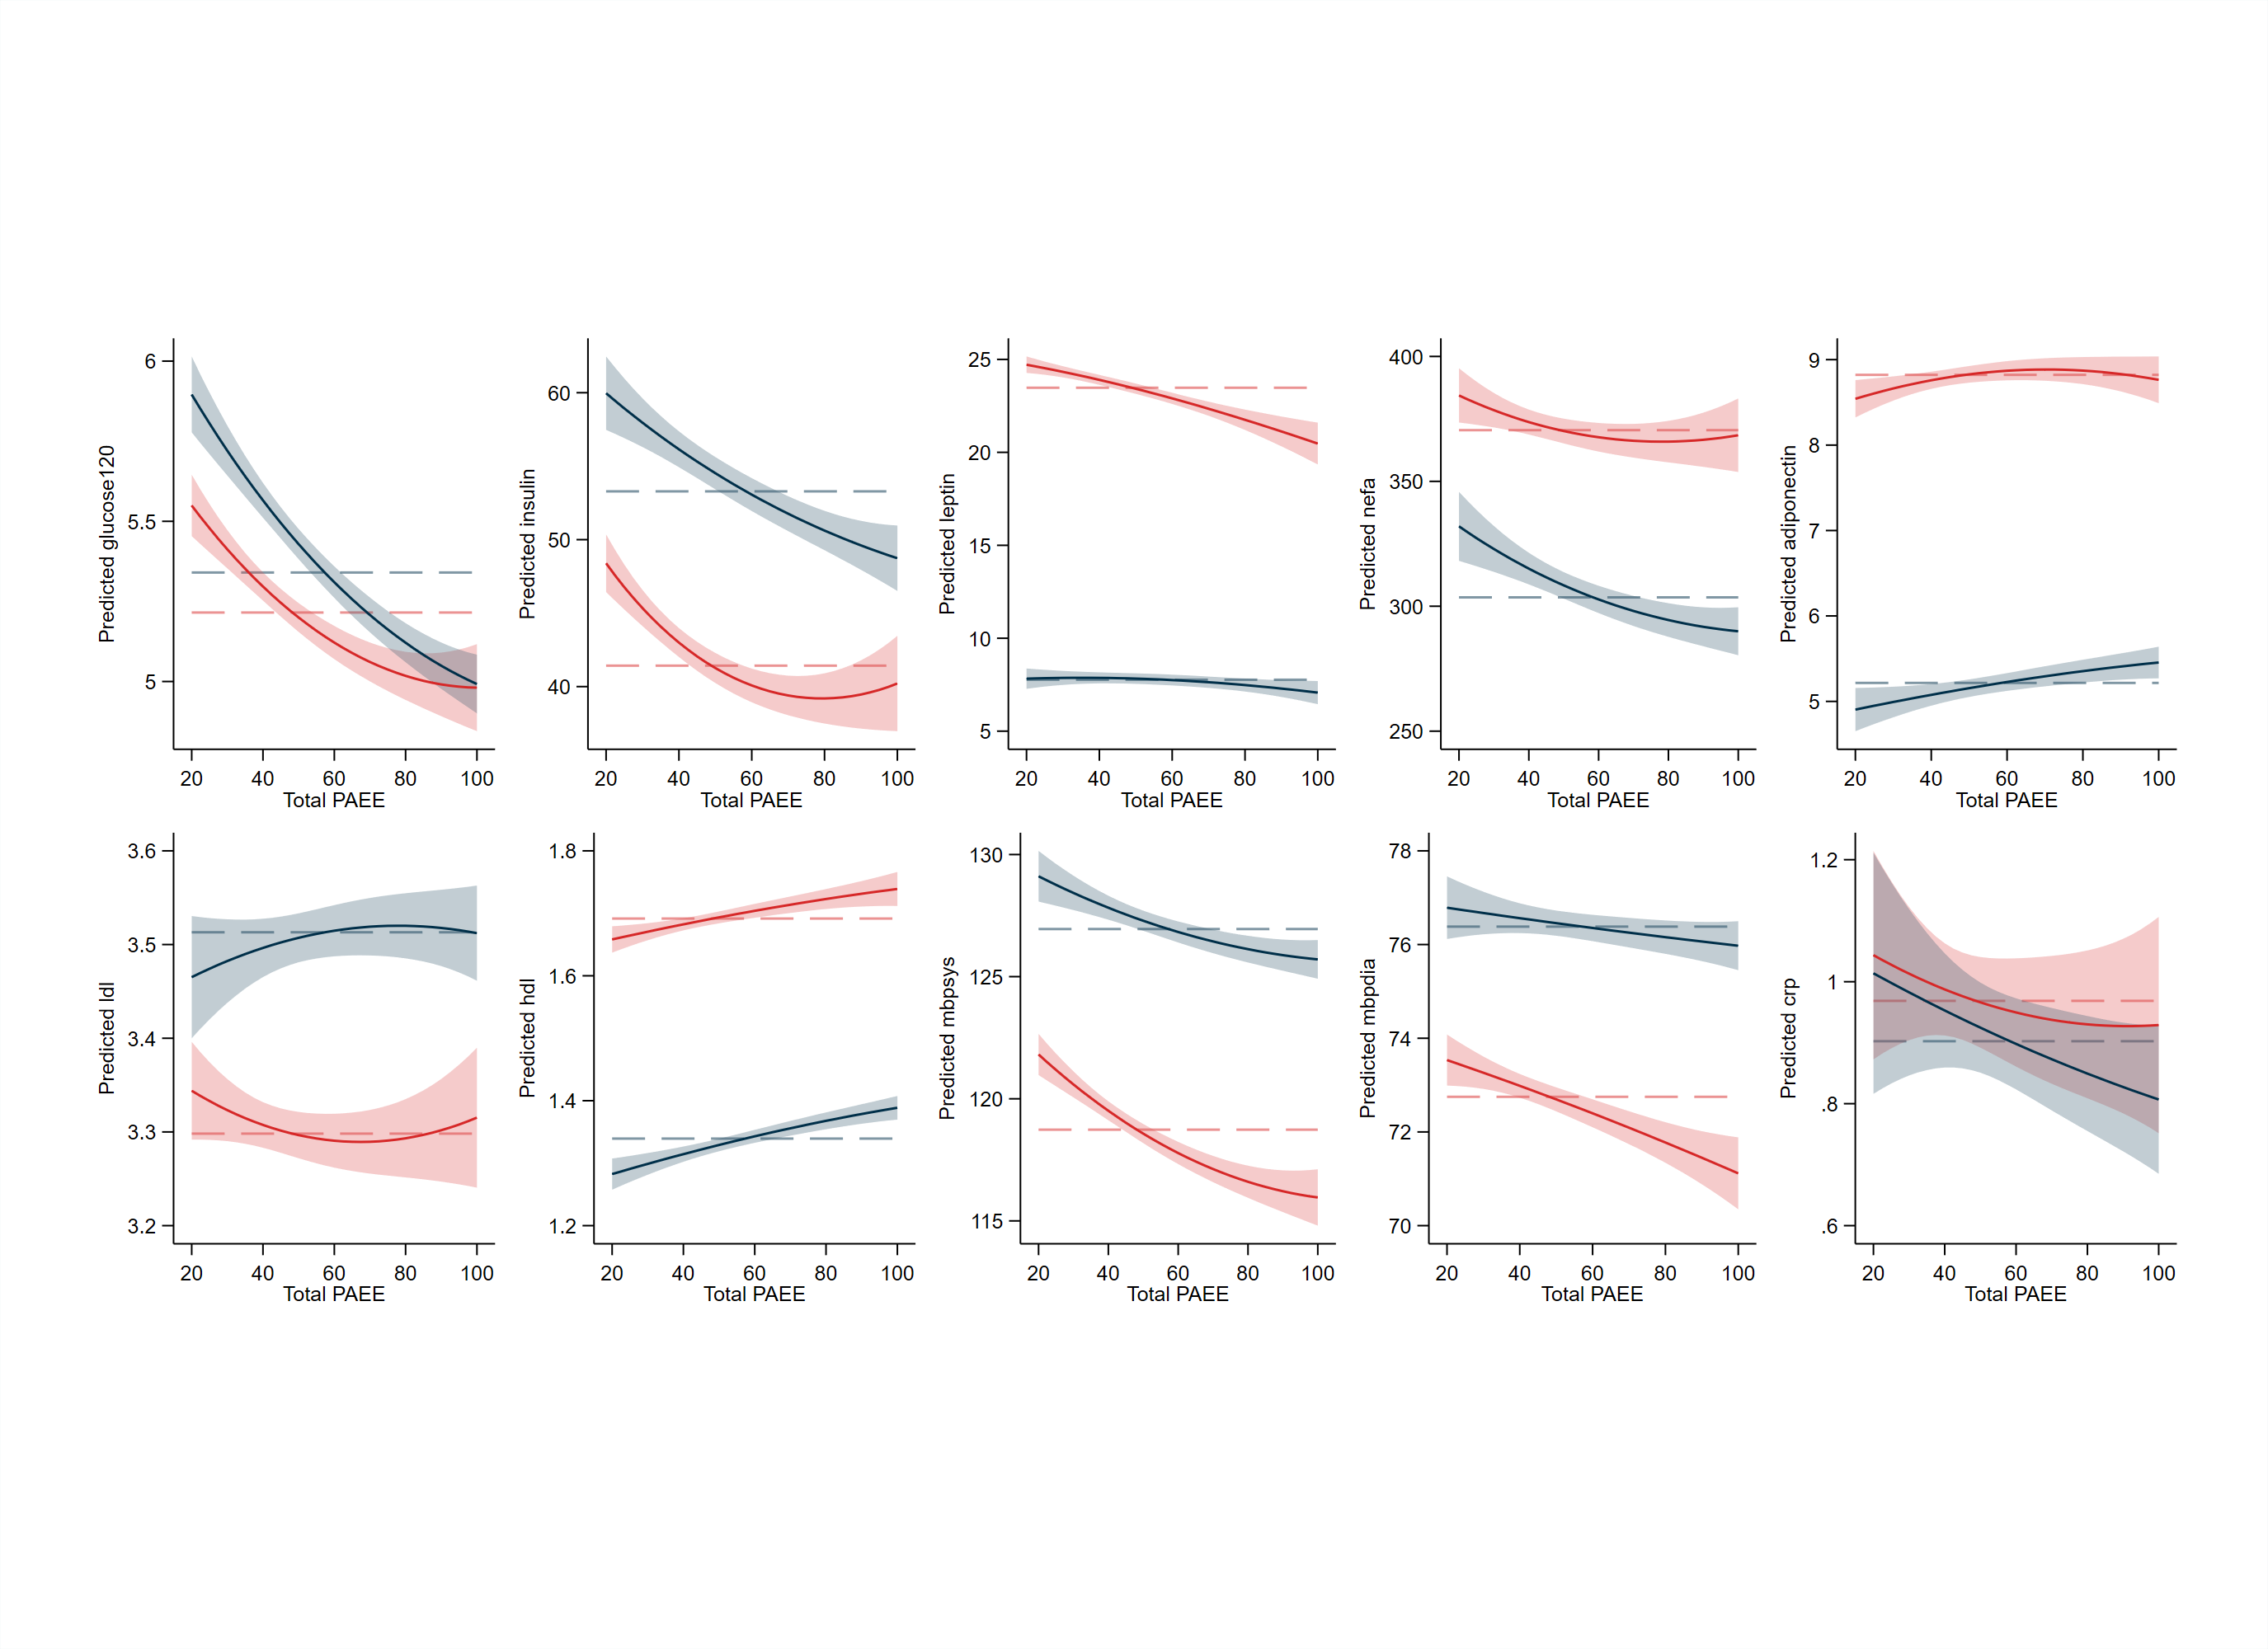 Predicted glucose120
6
5.5
5
20 40 60 80 100
Total PAEE
Predicted insulin
60
50
40
20 40 60 80 100
Total PAEE
Predicted leptin
25
20
15
10
5
20 40 60 80 100
Total PAEE
Predicted nefa
400
350
300
250
20 40 60 80 100
Total PAEE
Predicted adiponectin
9
8
7
6
5
20 40 60 80 100
Total PAEE
Predicted ldl
3.6
3.5
3.4
3.3
3.2
20 40 60 80 100
Total PAEE
Predicted hdl
1.8
1.6
1.4
1.2
20 40 60 80 100
Total PAEE
Predicted mbpsys
130
125
120
115
20 40 60 80 100
Total PAEE
Predicted mbpdia
78
76
74
72
70
20 40 60 80 100
Total PAEE
Predicted crp
1.2
1
.8
.6
20 40 60 80 100
Total PAEE